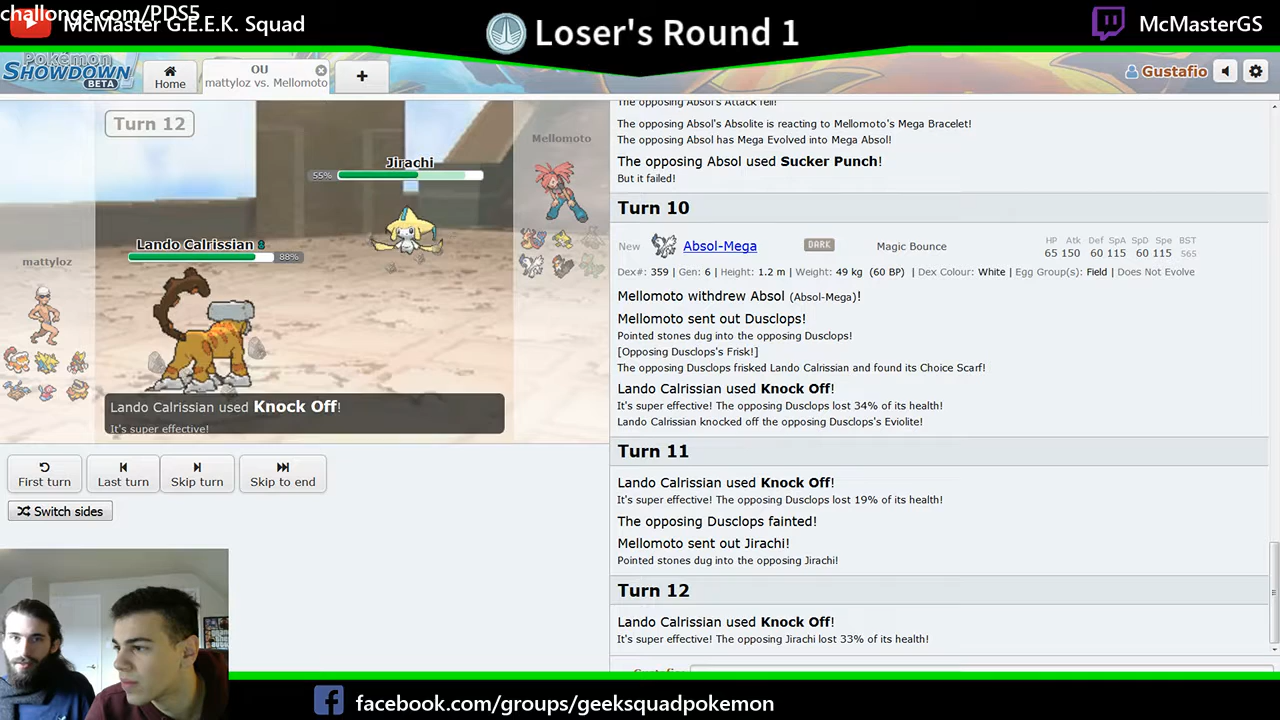 challonge.com/PDS5
McMaster G.E.E.K. Squad
Loser's Round 1
McMasterGS
Pokémon
SHOWDOWN
BETA
Home
OU
mattyloz vs. Mellomoto
+
Gustafio
Turn 12
Mellomoto
Jirachi
55%
Lando Calrissian
88%
mattyloz
Lando Calrissian used Knock Off!
It's super effective!
First turn
Last turn
Skip turn
Skip to end
Switch sides
The opposing Absol's Attack fell!
The opposing Absol's Absolite is reacting to Mellomoto's Mega Bracelet!
The opposing Absol has Mega Evolved into Mega Absol!
The opposing Absol used Sucker Punch!
But it failed!
Turn 10
New Absol-Mega DARK Magic Bounce
HP Atk Def SpA SpD Spe BST
65 150 60 115 60 115 565
Dex#: 359 | Gen: 6 | Height: 1.2 m | Weight: 49 kg (60 BP) | Dex Colour: White | Egg Group(s): Field | Does Not Evolve
Mellomoto withdrew Absol (Absol-Mega)!
Mellomoto sent out Dusclops!
Pointed stones dug into the opposing Dusclops!
[Opposing Dusclops's Frisk!]
The opposing Dusclops frisked Lando Calrissian and found its Choice Scarf!
Lando Calrissian used Knock Off!
It's super effective! The opposing Dusclops lost 34% of its health!
Lando Calrissian knocked off the opposing Dusclops's Eviolite!
Turn 11
Lando Calrissian used Knock Off!
It's super effective! The opposing Dusclops lost 19% of its health!
The opposing Dusclops fainted!
Mellomoto sent out Jirachi!
Pointed stones dug into the opposing Jirachi!
Turn 12
Lando Calrissian used Knock Off!
It's super effective! The opposing Jirachi lost 33% of its health!
Gustafio
facebook.com/groups/geeksquadpokemon